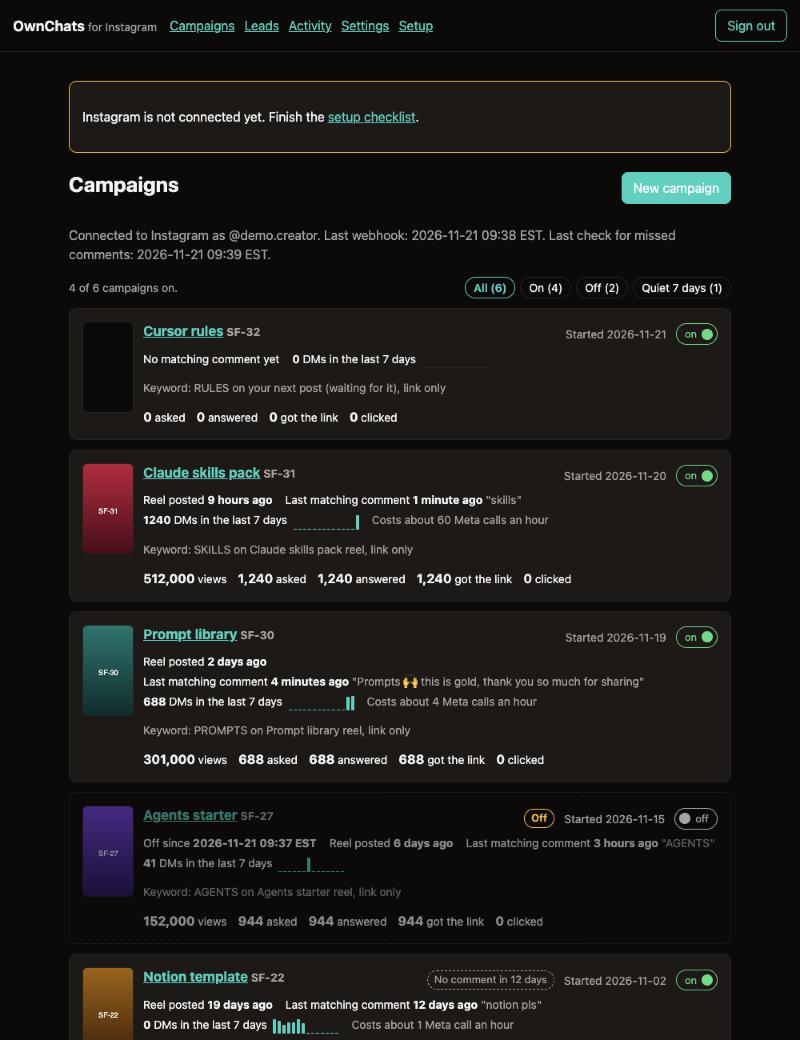 OwnChats for Instagram Campaigns Leads Activity Settings Setup Sign out
Instagram is not connected yet. Finish the setup checklist.
Campaigns New campaign
Connected to Instagram as @demo.creator. Last webhook: 2026-11-21 09:38 EST. Last check for missed
comments: 2026-11-21 09:39 EST.
4 of 6 campaigns on. All (6) On (4) Off (2) Quiet 7 days (1)
Cursor rules SF-32 Started 2026-11-21 on
No matching comment yet 0 DMs in the last 7 days
Keyword: RULES on your next post (waiting for it), link only
0 asked 0 answered 0 got the link 0 clicked
Claude skills pack SF-31 Started 2026-11-20 on
Reel posted 9 hours ago Last matching comment 1 minute ago "skills"
SF-31
1240 DMs in the last 7 days Costs about 60 Meta calls an hour
Keyword: SKILLS on Claude skills pack reel, link only
512,000 views 1,240 asked 1,240 answered 1,240 got the link 0 clicked
Prompt library SF-30 Started 2026-11-19 on
Reel posted 2 days ago
SF-30
Last matching comment 4 minutes ago "Prompts 🙌 this is gold, thank you so much for sharing"
688 DMs in the last 7 days Costs about 4 Meta calls an hour
Keyword: PROMPTS on Prompt library reel, link only
301,000 views 688 asked 688 answered 688 got the link 0 clicked
Agents starter SF-27 Off Started 2026-11-15 off
Off since 2026-11-21 09:37 EST Reel posted 6 days ago Last matching comment 3 hours ago "AGENTS"
SF-27
41 DMs in the last 7 days
Keyword: AGENTS on Agents starter reel, link only
152,000 views 944 asked 944 answered 944 got the link 0 clicked
Notion template SF-22 No comment in 12 days Started 2026-11-02 on
Reel posted 19 days ago Last matching comment 12 days ago "notion pls"
SF-22
0 DMs in the last 7 days Costs about 1 Meta call an hour